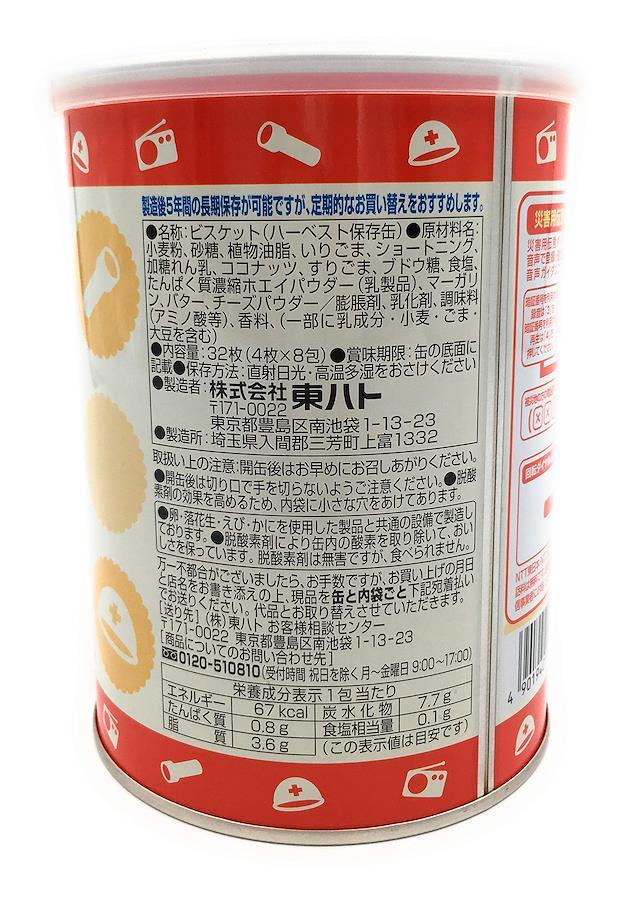 製造後5年間の長期保存が可能ですが、定期的なお買い替えをおすすめします。
●名称:ビスケット(ハーベスト保存缶) ●原材料名:
小麦粉、砂糖、植物油脂、いりごま、ショートニング、
加糖れん乳、ココナッツ、すりごま、ブドウ糖、食塩、
たんぱく質濃縮ホエイパウダー(乳製品)、マーガリ
ン、バター、チーズパウダー/膨脹剤、乳化剤、調味料
(アミノ酸等)、香料、(一部に乳成分・小麦・ごま・
大豆を含む)
●内容量:32枚(4枚×8包) ●賞味期限:缶の底面に
記載●保存方法:直射日光・高温多湿をおさけください
●製造者:株式会社 東ハト
〒171-0022
東京都豊島区南池袋1-13-23
●製造所:埼玉県入間郡三芳町上富1332
取扱い上の注意:開缶後はお早めにお召しあがりください。
●開缶後は切り口で手を切らないようご注意ください。●脱酸
素剤の効果を高めるため、内袋に小さな穴をあけてあります。
●卵・落花生・えび・かにを使用した製品と共通の設備で製造し
ております。●脱酸素剤により缶内の酸素を取り除いて、おい
しさを保っています。脱酸素剤は無害ですが、食べられません。
万一不都合がございましたら、お手数ですが、お買い上げの月日
と店名をお書き添えの上、現品を缶と内袋ごと下記宛着払い
でお送りください。代品とお取り替えさせていただきます。
【送り先】(株)東ハト お客様相談センター
〒171-0022 東京都豊島区南池袋1-13-23
[商品についてのお問い合わせ先]
0120-510810(受付時間 祝日を除く月~金曜日 9:00~17:00)
栄養成分表示1包当たり
エネルギー 67kcal 炭水化物 7.7g
たんぱく質 0.8g 食塩相当量 0.1g
脂質 3.6g (この表示値は目安です)
災害用伝
災害用伝
音声で登録
音声ガイダン
4 901